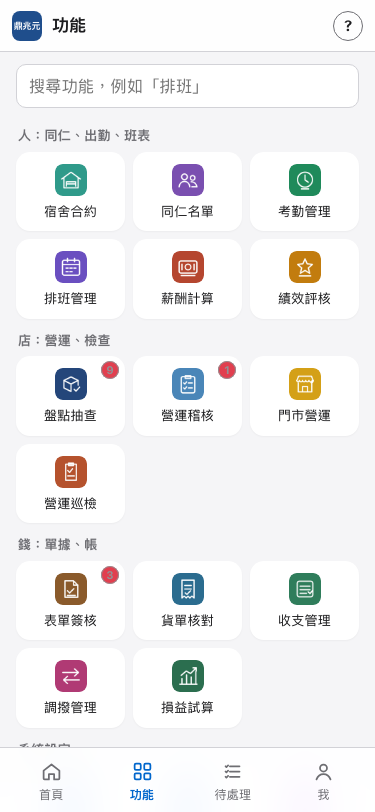 鼎兆元 功能 ?
搜尋功能，例如「排班」
人：同仁、出勤、班表
宿舍合約 同仁名單 考勤管理
排班管理 薪酬計算 績效評核
店：營運、檢查
9 1
盤點抽查 營運稽核 門市營運
營運巡檢
錢：單據、帳
3
表單簽核 貨單核對 收支管理
調撥管理 損益試算
系統設定
首頁 功能 待處理 我